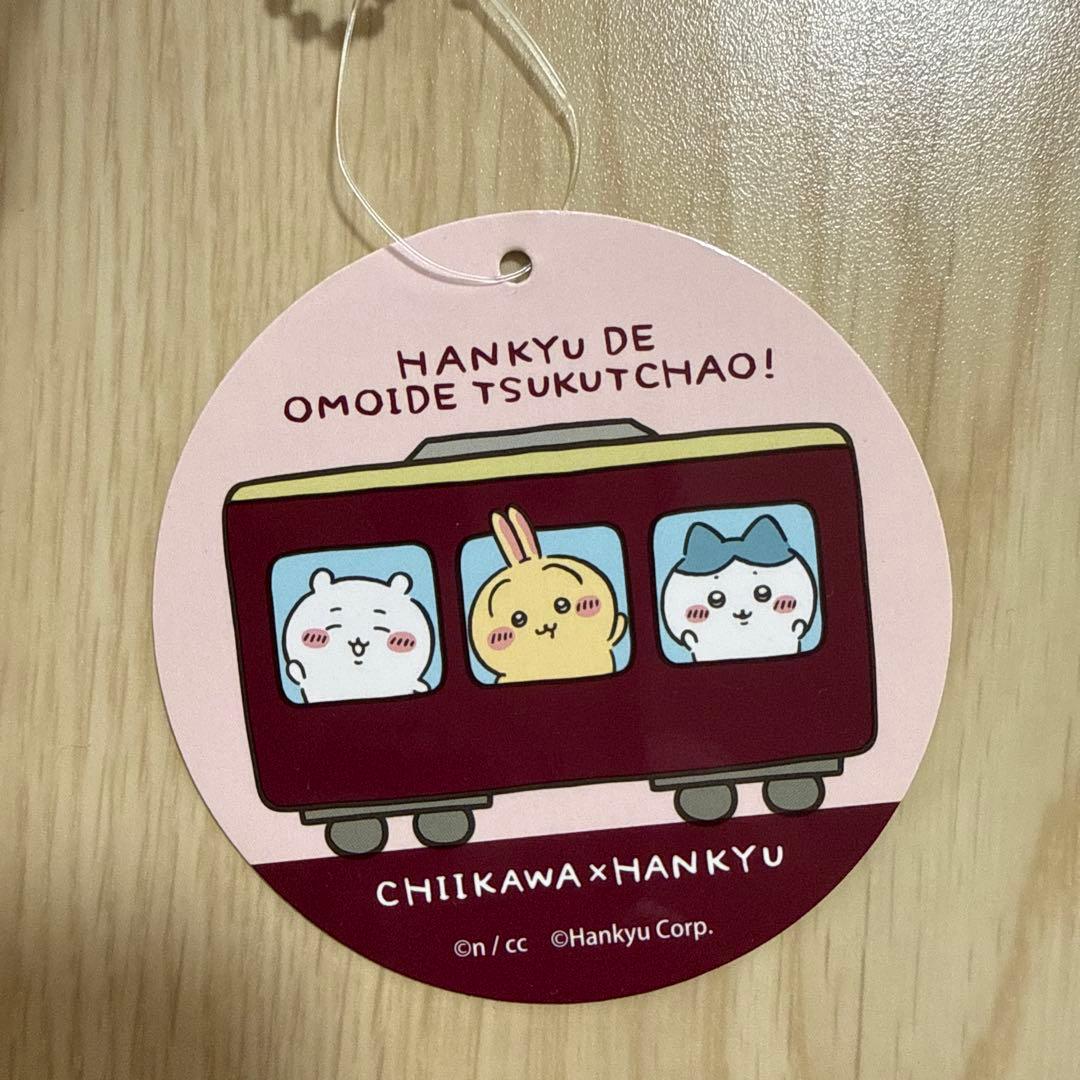 HANKYU DE
OMOIDE TSUKUTCHAO!
CHIIKAWA×HANKYU
©n / cc ©Hankyu Corp.